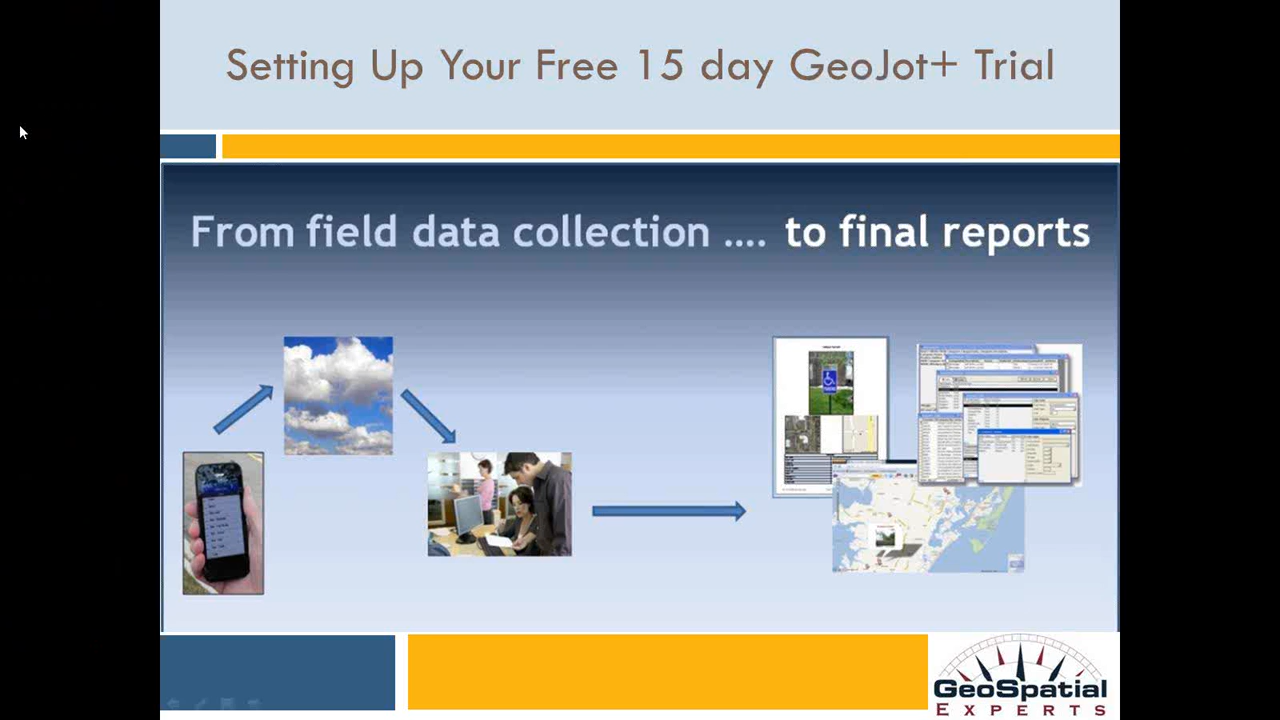 Setting Up Your Free 15 day GeoJot+ Trial
From field data collection .... to final reports
GeoSpatial
EXPERTS